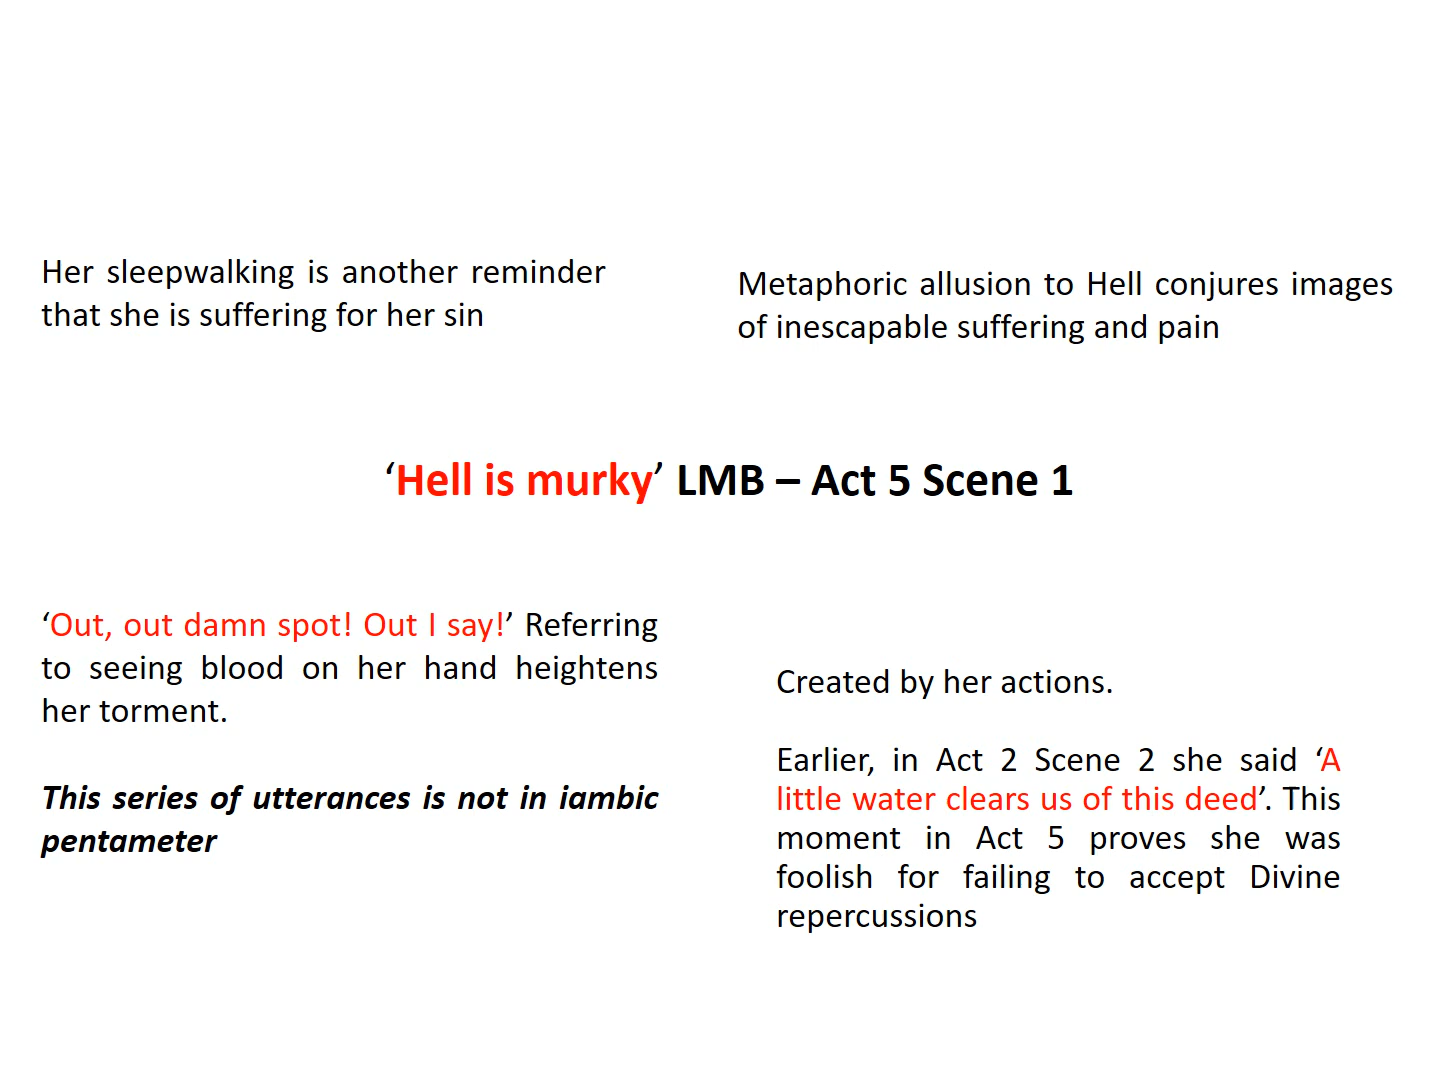 Her sleepwalking is another reminder
that she is suffering for her sin
Metaphoric allusion to Hell conjures images
of inescapable suffering and pain
‘Hell is murky’ LMB – Act 5 Scene 1
‘Out, out damn spot! Out I say!’ Referring
to seeing blood on her hand heightens
her torment.
This series of utterances is not in iambic
pentameter
Created by her actions.
Earlier, in Act 2 Scene 2 she said ‘A
little water clears us of this deed’. This
moment in Act 5 proves she was
foolish for failing to accept Divine
repercussions